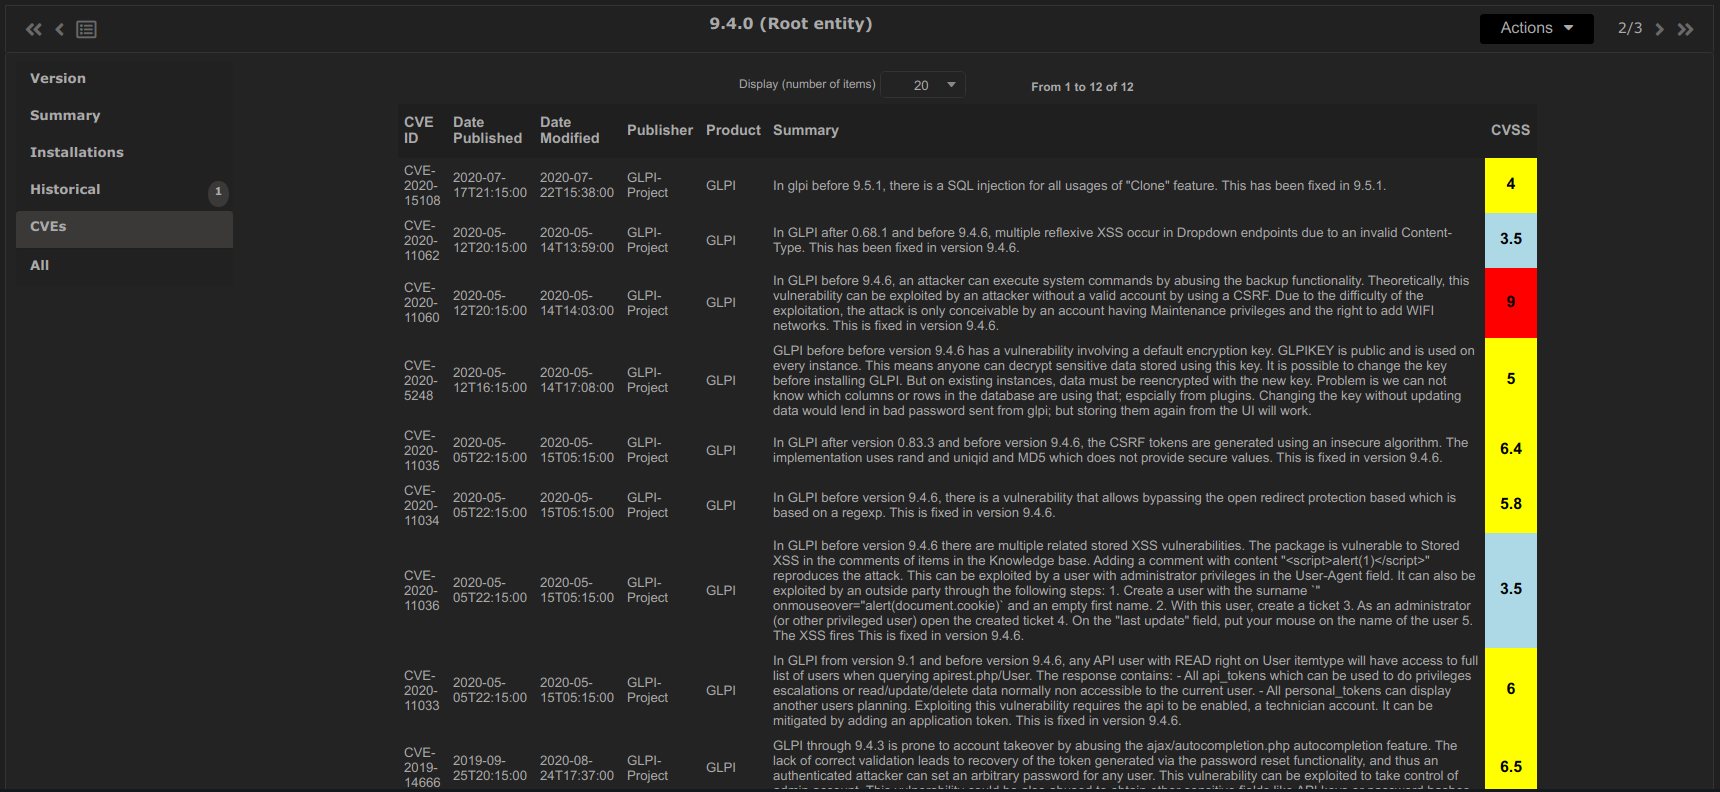 9.4.0 (Root entity)
Actions
2/3
Version
Summary
Installations
Historical
1
CVEs
All
Display (number of items)
20
From 1 to 12 of 12
CVE ID
Date Published
Date Modified
Publisher
Product
Summary
CVSS
CVE-2020-15108
2020-07-17T21:15:00
2020-07-22T15:38:00
GLPI-Project
GLPI
In glpi before 9.5.1, there is a SQL injection for all usages of "Clone" feature. This has been fixed in 9.5.1.
4
CVE-2020-11062
2020-05-12T20:15:00
2020-05-14T13:59:00
GLPI-Project
GLPI
In GLPI after 0.68.1 and before 9.4.6, multiple reflexive XSS occur in Dropdown endpoints due to an invalid Content-
Type. This has been fixed in version 9.4.6.
3.5
CVE-2020-11060
2020-05-12T20:15:00
2020-05-14T14:03:00
GLPI-Project
GLPI
In GLPI before 9.4.6, an attacker can execute system commands by abusing the backup functionality. Theoretically, this
vulnerability can be exploited by an attacker without a valid account by using a CSRF. Due to the difficulty of the
exploitation, the attack is only conceivable by an account having Maintenance privileges and the right to add WIFI
networks. This is fixed in version 9.4.6.
9
CVE-2020-5248
2020-05-12T16:15:00
2020-05-14T17:08:00
GLPI-Project
GLPI
GLPI before before version 9.4.6 has a vulnerability involving a default encryption key. GLPIKEY is public and is used on
every instance. This means anyone can decrypt sensitive data stored using this key. It is possible to change the key
before installing GLPI. But on existing instances, data must be reencrypted with the new key. Problem is we can not
know which columns or rows in the database are using that; espcially from plugins. Changing the key without updating
data would lend in bad password sent from glpi; but storing them again from the UI will work.
5
CVE-2020-11035
2020-05-05T22:15:00
2020-05-15T05:15:00
GLPI-Project
GLPI
In GLPI after version 0.83.3 and before version 9.4.6, the CSRF tokens are generated using an insecure algorithm. The
implementation uses rand and uniqid and MD5 which does not provide secure values. This is fixed in version 9.4.6.
6.4
CVE-2020-11034
2020-05-05T22:15:00
2020-05-15T05:15:00
GLPI-Project
GLPI
In GLPI before version 9.4.6, there is a vulnerability that allows bypassing the open redirect protection based which is
based on a regexp. This is fixed in version 9.4.6.
5.8
CVE-2020-11036
2020-05-05T22:15:00
2020-05-15T05:15:00
GLPI-Project
GLPI
In GLPI before version 9.4.6 there are multiple related stored XSS vulnerabilities. The package is vulnerable to Stored
XSS in the comments of items in the Knowledge base. Adding a comment with content "<script>alert(1)</script>"
reproduces the attack. This can be exploited by a user with administrator privileges in the User-Agent field. It can also be
exploited by an outside party through the following steps: 1. Create a user with the surname `"
onmouseover="alert(document.cookie)` and an empty first name. 2. With this user, create a ticket 3. As an administrator
(or other privileged user) open the created ticket 4. On the "last update" field, put your mouse on the name of the user 5.
The XSS fires This is fixed in version 9.4.6.
3.5
CVE-2020-11033
2020-05-05T22:15:00
2020-05-15T05:15:00
GLPI-Project
GLPI
In GLPI from version 9.1 and before version 9.4.6, any API user with READ right on User itemtype will have access to full
list of users when querying apirest.php/User. The response contains: - All api_tokens which can be used to do privileges
escalations or read/update/delete data normally non accessible to the current user. - All personal_tokens can display
another users planning. Exploiting this vulnerability requires the api to be enabled, a technician account. It can be
mitigated by adding an application token. This is fixed in version 9.4.6.
6
CVE-2019-14666
2019-09-25T20:15:00
2020-08-24T17:37:00
GLPI-Project
GLPI
GLPI through 9.4.3 is prone to account takeover by abusing the ajax/autocompletion.php autocompletion feature. The
lack of correct validation leads to recovery of the token generated via the password reset functionality, and thus an
authenticated attacker can set an arbitrary password for any user. This vulnerability can be exploited to take control of
admin account. This vulnerability could be also abused to obtain other sensitive fields like API keys or password hashes.
6.5